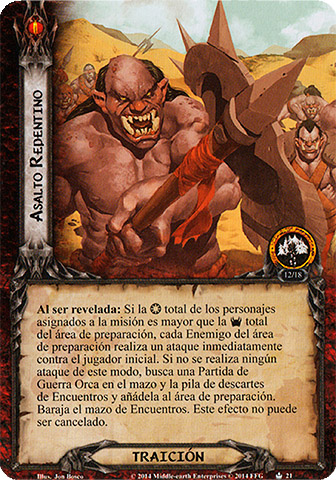 ASALTO REPENTINO
12/18
Al ser revelada: Si la total de los personajes
asignados a la misión es mayor que la total
del área de preparación, cada Enemigo del área
de preparación realiza un ataque inmediatamente
contra el jugador inicial. Si no se realiza ningún
ataque de este modo, busca una Partida de
Guerra Orca en el mazo y la pila de descartes
de Encuentros y añádela al área de preparación.
Baraja el mazo de Encuentros. Este efecto no puede
ser cancelado.
TRAICIÓN
Illus. Jon Bosco
© 2014 Middle-earth Enterprises © 2014 FFG
21